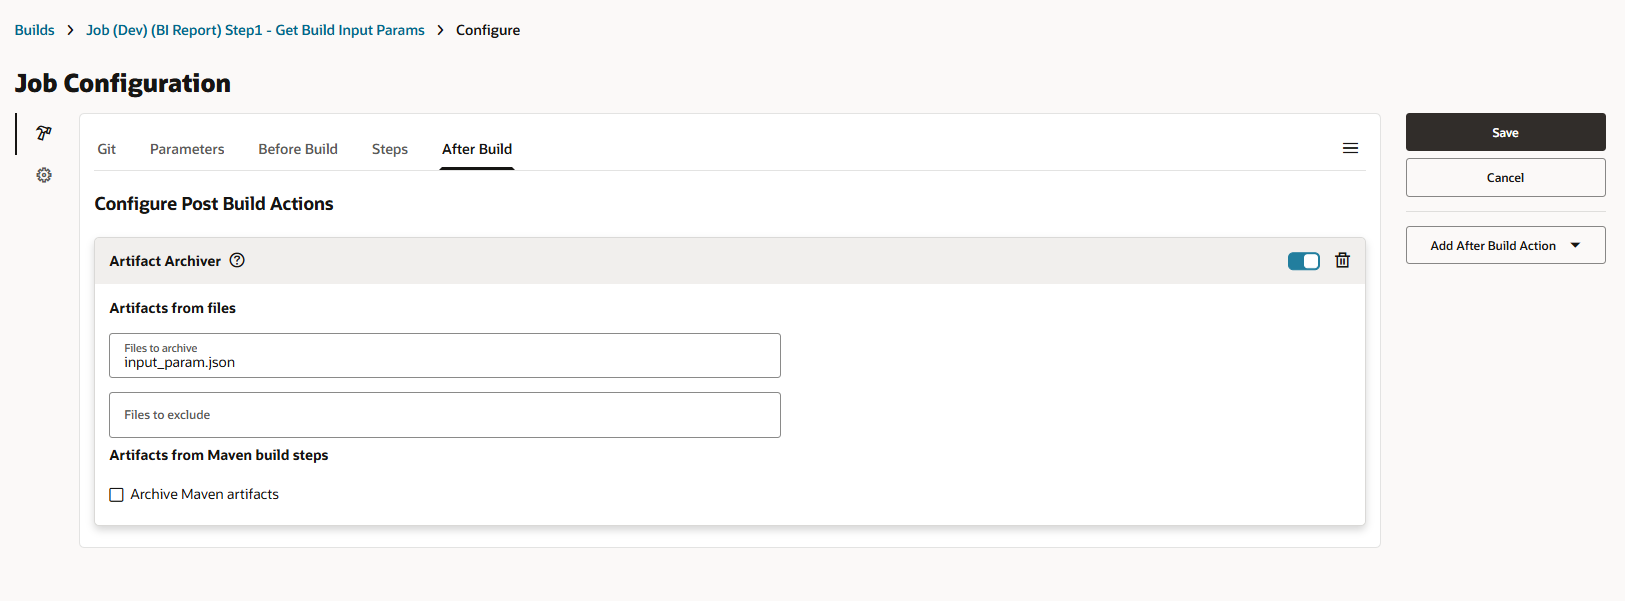 Builds > Job (Dev) (BI Report) Step1 - Get Build Input Params > Configure
Job Configuration
Git Parameters Before Build Steps After Build
Configure Post Build Actions
Artifact Archiver
Artifacts from files
Files to archive
input_param.json
Files to exclude
Artifacts from Maven build steps
Archive Maven artifacts
Save
Cancel
Add After Build Action